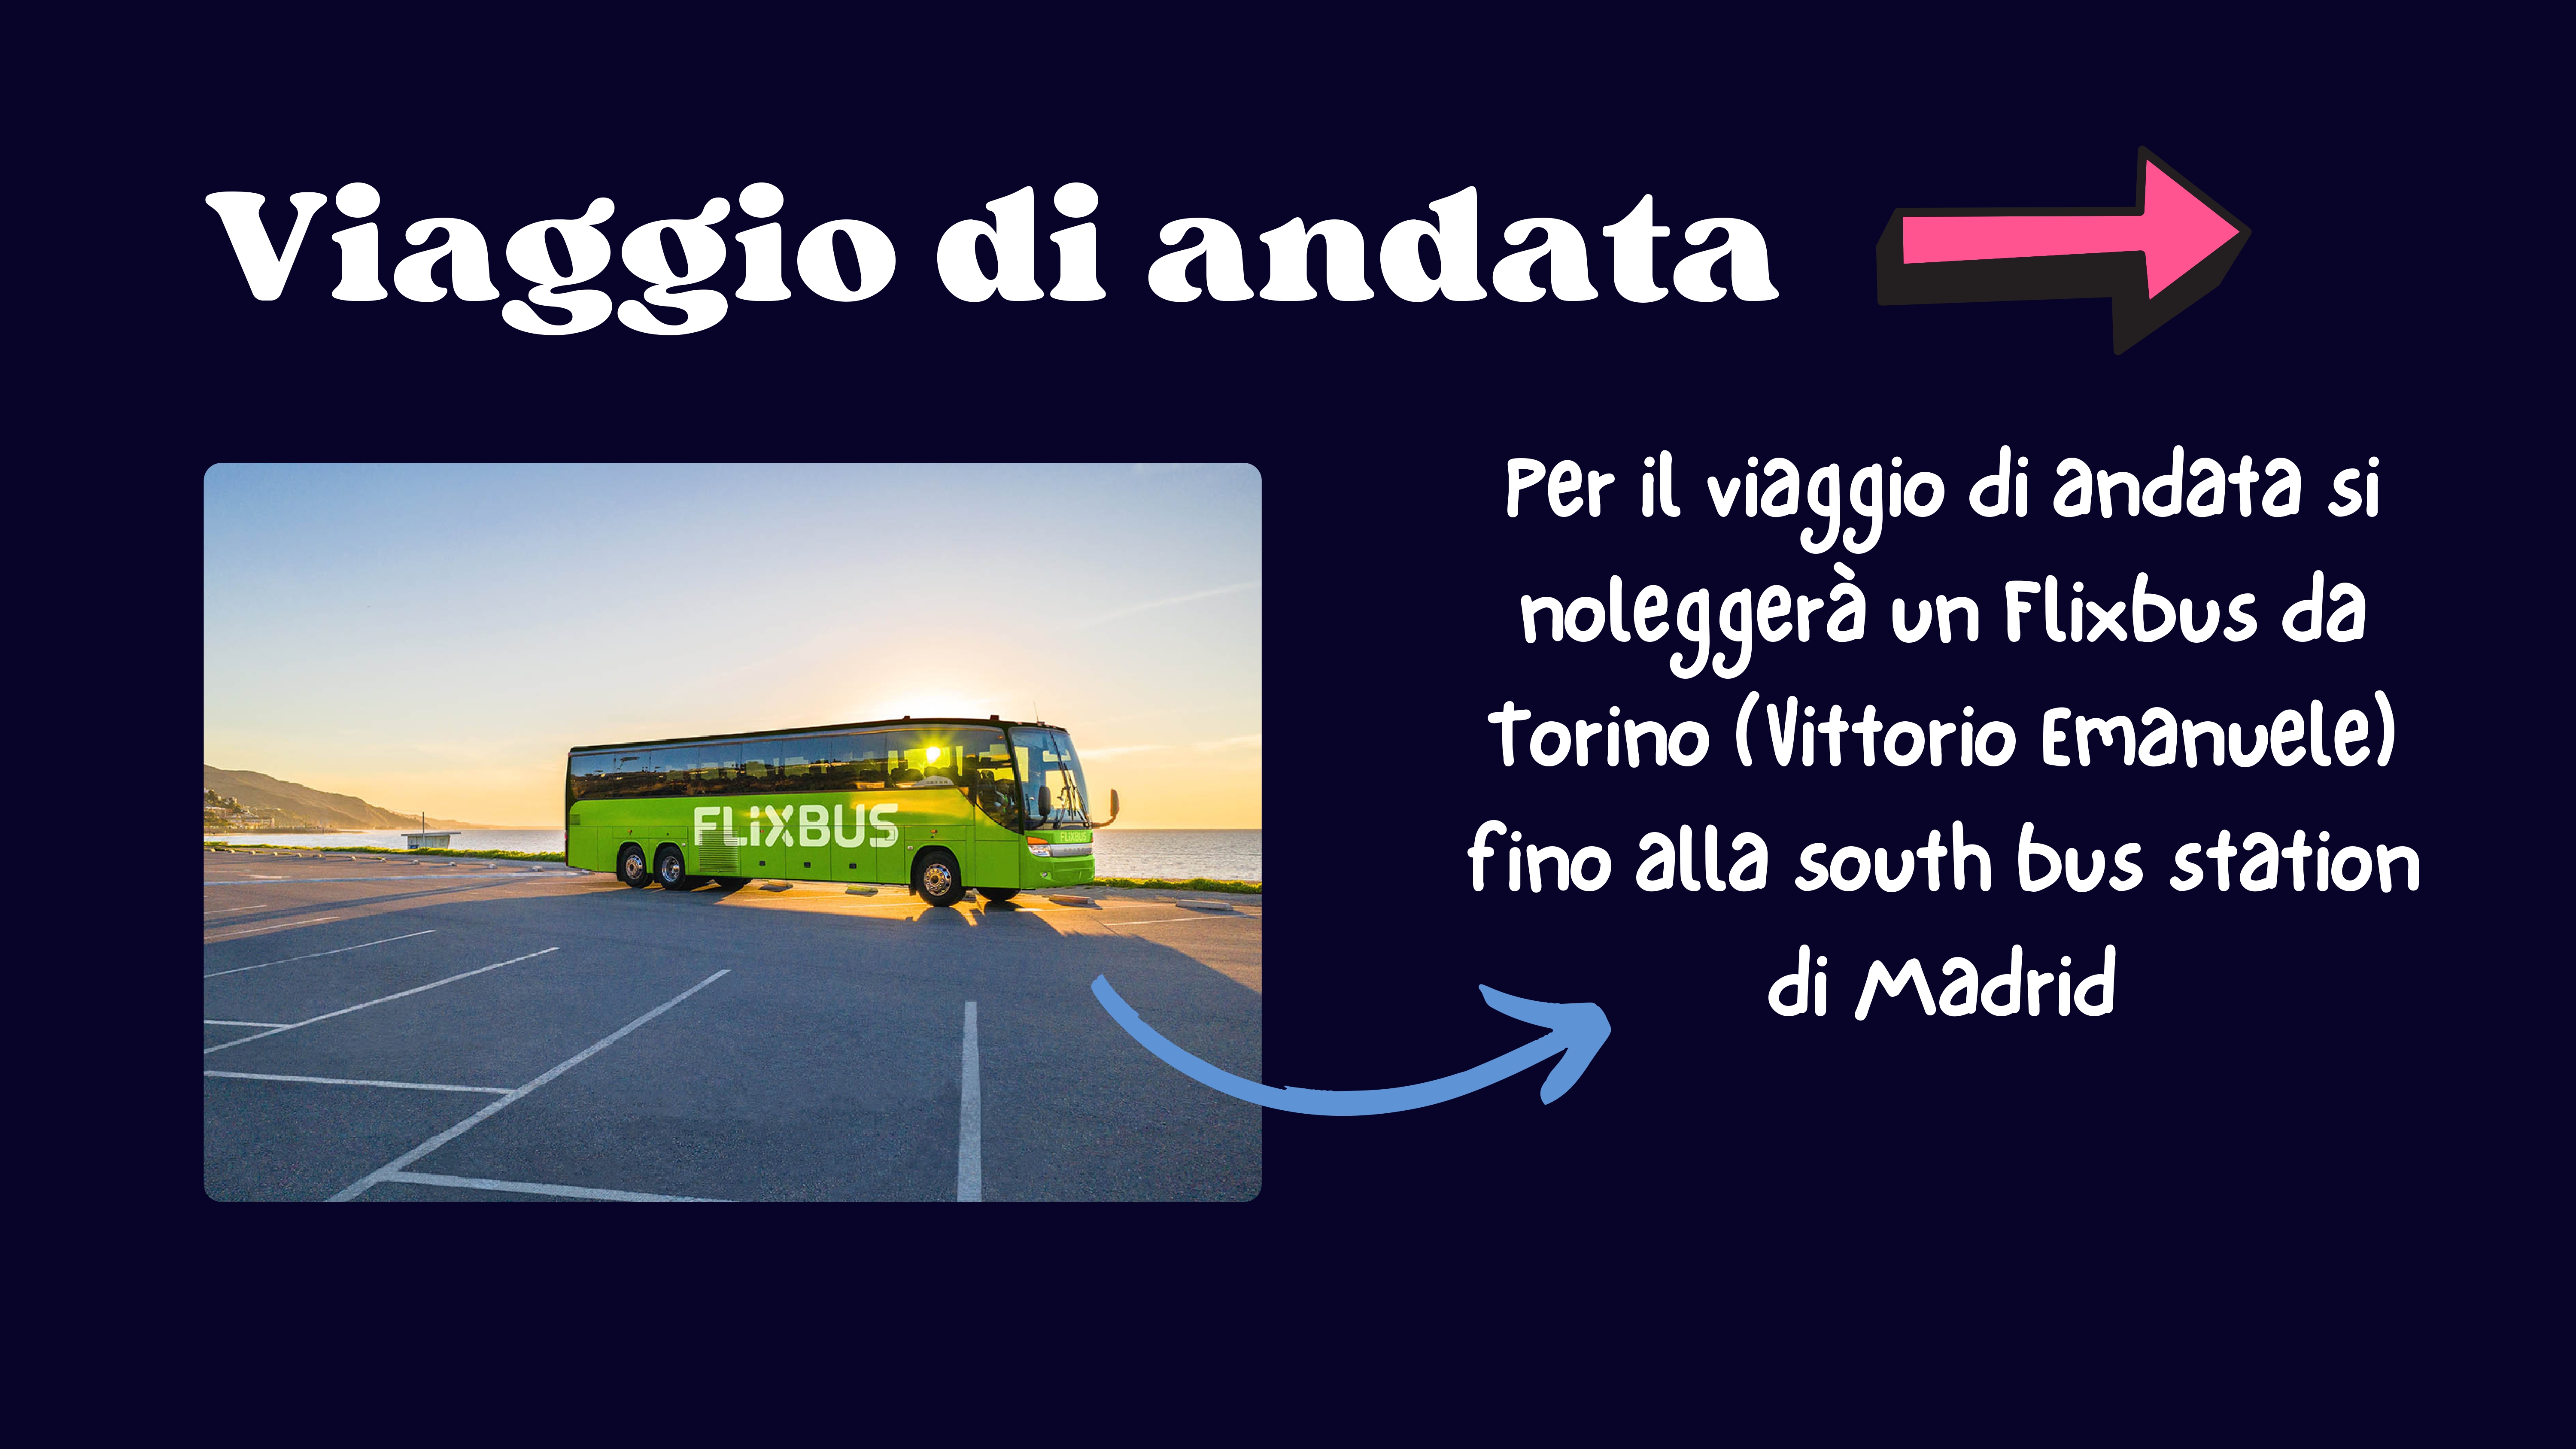 Viaggio di andata
Per il viaggio di andata si
noleggerà un Flixbus da
Torino (Vittorio Emanuele)
fino alla south bus station
di Madrid
FLiXBUS
FLiXBUS